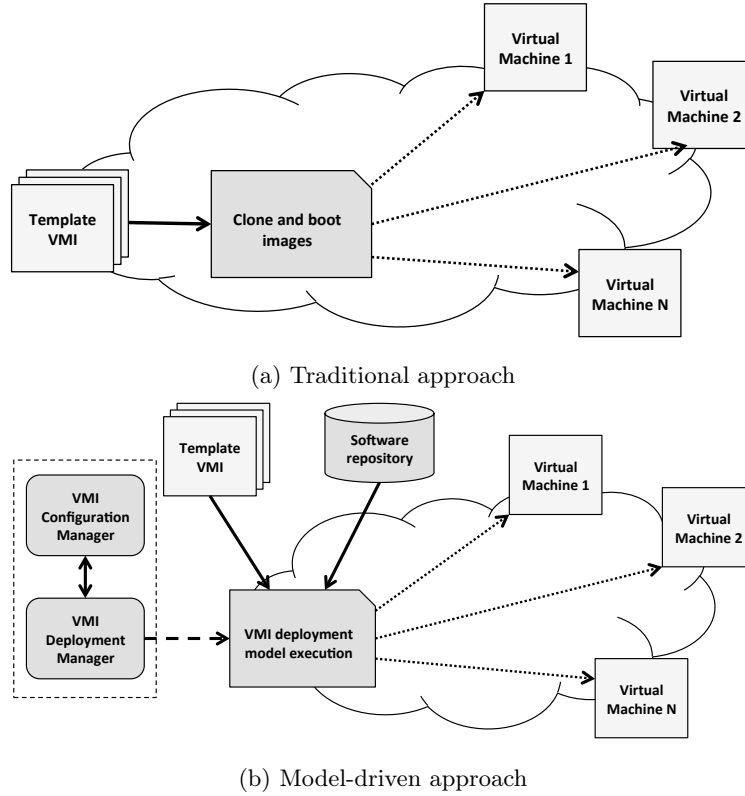 Virtual
Machine 1
Virtual
Machine 2
Template
VMI
Clone and boot
images
Virtual
Machine N
(a) Traditional approach
Template
VMI
Software
repository
Virtual
Machine 1
VMI
Configuration
Manager
Virtual
Machine 2
VMI
Deployment
Manager
VMI deployment
model execution
Virtual
Machine N
(b) Model-driven approach